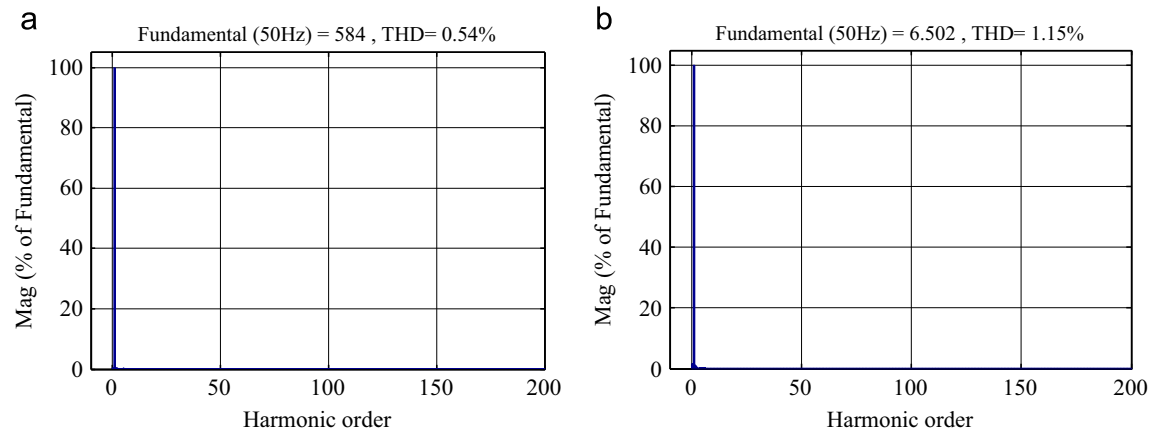 a
Fundamental (50Hz) = 584 , THD= 0.54%
Mag (% of Fundamental)
100
80
60
40
20
0
0 50 100 150 200
Harmonic order
b
Fundamental (50Hz) = 6.502 , THD= 1.15%
Mag (% of Fundamental)
100
80
60
40
20
0
0 50 100 150 200
Harmonic order